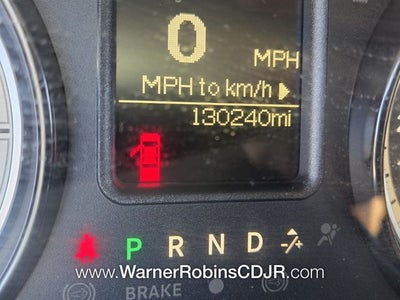 0 MPH
MPH to km/h
130240mi
P R N D -/+
www.WarnerRobinsCDJR.com
BRAKE